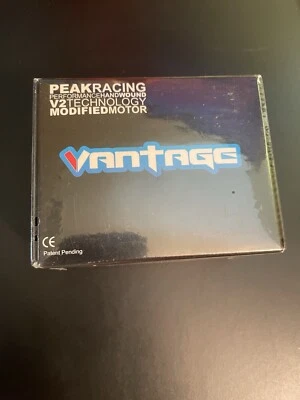 PEAKRACING
PERFORMANCEHANDWOUND
V2TECHNOLOGY
MODIFIEDMOTOR
VANTAGE
CE
Patent Pending